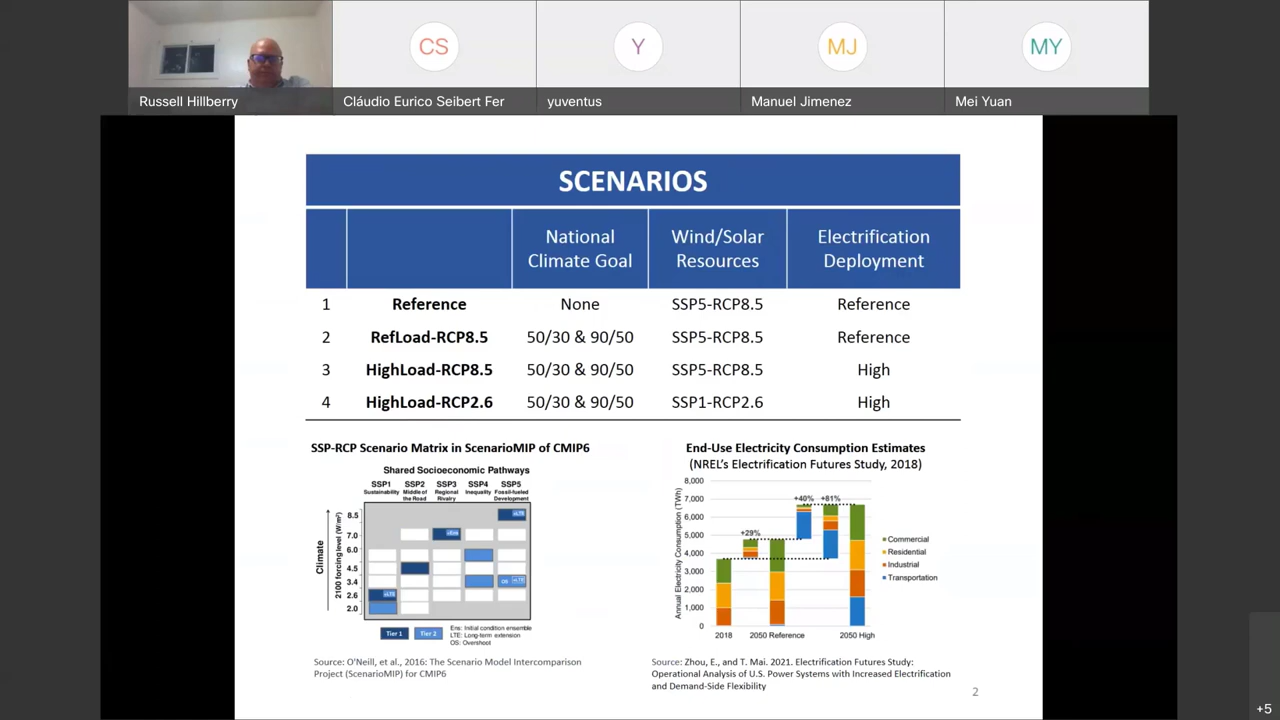 CS
Y
MJ
MY
Russell Hillberry
Cláudio Eurico Seibert Fer
yuventus
Manuel Jimenez
Mei Yuan
SCENARIOS
National Climate Goal
Wind/Solar Resources
Electrification Deployment
1 Reference None SSP5-RCP8.5 Reference
2 RefLoad-RCP8.5 50/30 & 90/50 SSP5-RCP8.5 Reference
3 HighLoad-RCP8.5 50/30 & 90/50 SSP5-RCP8.5 High
4 HighLoad-RCP2.6 50/30 & 90/50 SSP1-RCP2.6 High
SSP-RCP Scenario Matrix in ScenarioMIP of CMIP6
Shared Socioeconomic Pathways
SSP1 SSP2 SSP3 SSP4 SSP5
Sustainability
Middle of the Road
Regional Rivalry
Inequality
Fossil-fueled Development
Climate
2100 forcing level (W/m²)
8.5
7.0
6.0
4.5
3.4
2.6
2.0
OS
Tier 1
Tier 2
Ens: Initial condition ensemble
LTE: Long-term extension
OS: Overshoot
Source: O'Neill, et al., 2016: The Scenario Model Intercomparison
Project (ScenarioMIP) for CMIP6
End-Use Electricity Consumption Estimates
(NREL's Electrification Futures Study, 2018)
Annual Electricity Consumption (TWh)
8,000
7,000
6,000
5,000
4,000
3,000
2,000
1,000
0
+29%
+40%
+81%
2018
2050 Reference
2050 High
Commercial
Residential
Industrial
Transportation
Source: Zhou, E., and T. Mai. 2021. Electrification Futures Study:
Operational Analysis of U.S. Power Systems with Increased Electrification
and Demand-Side Flexibility
2
+5